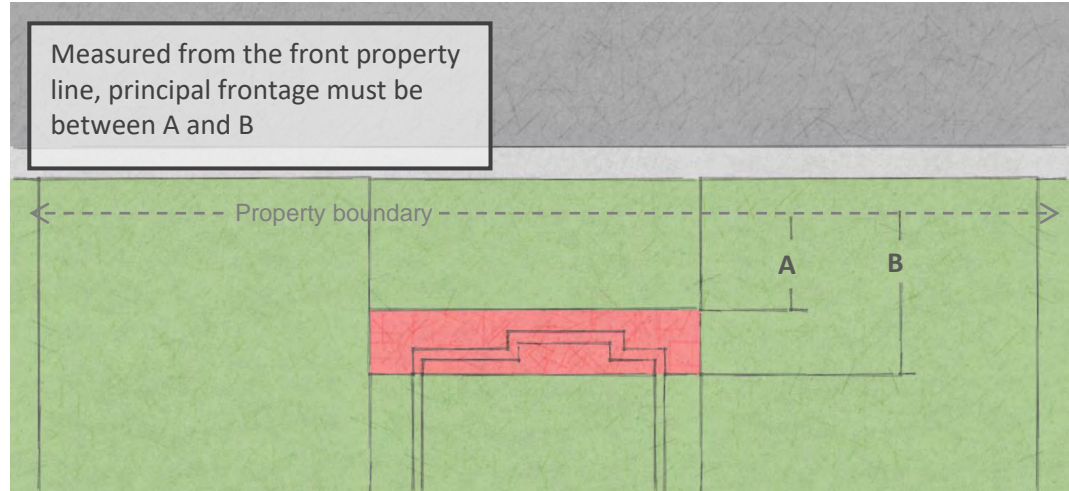 Measured from the front property
line, principal frontage must be
between A and B
Property boundary
A
B